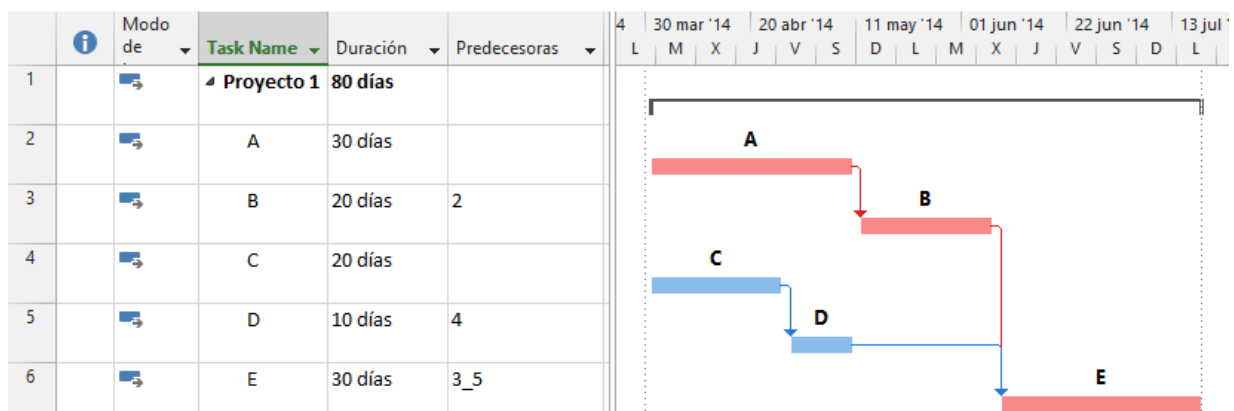 Modo de
Task Name
Duración
Predecesoras
4
30 mar '14
20 abr '14
11 may '14
01 jun '14
22 jun '14
13 jul '
L M X J V S D L M X J V S D L
1 Proyecto 1 80 días
2 A 30 días
3 B 20 días 2
4 C 20 días
5 D 10 días 4
6 E 30 días 3_5
A
B
C
D
E